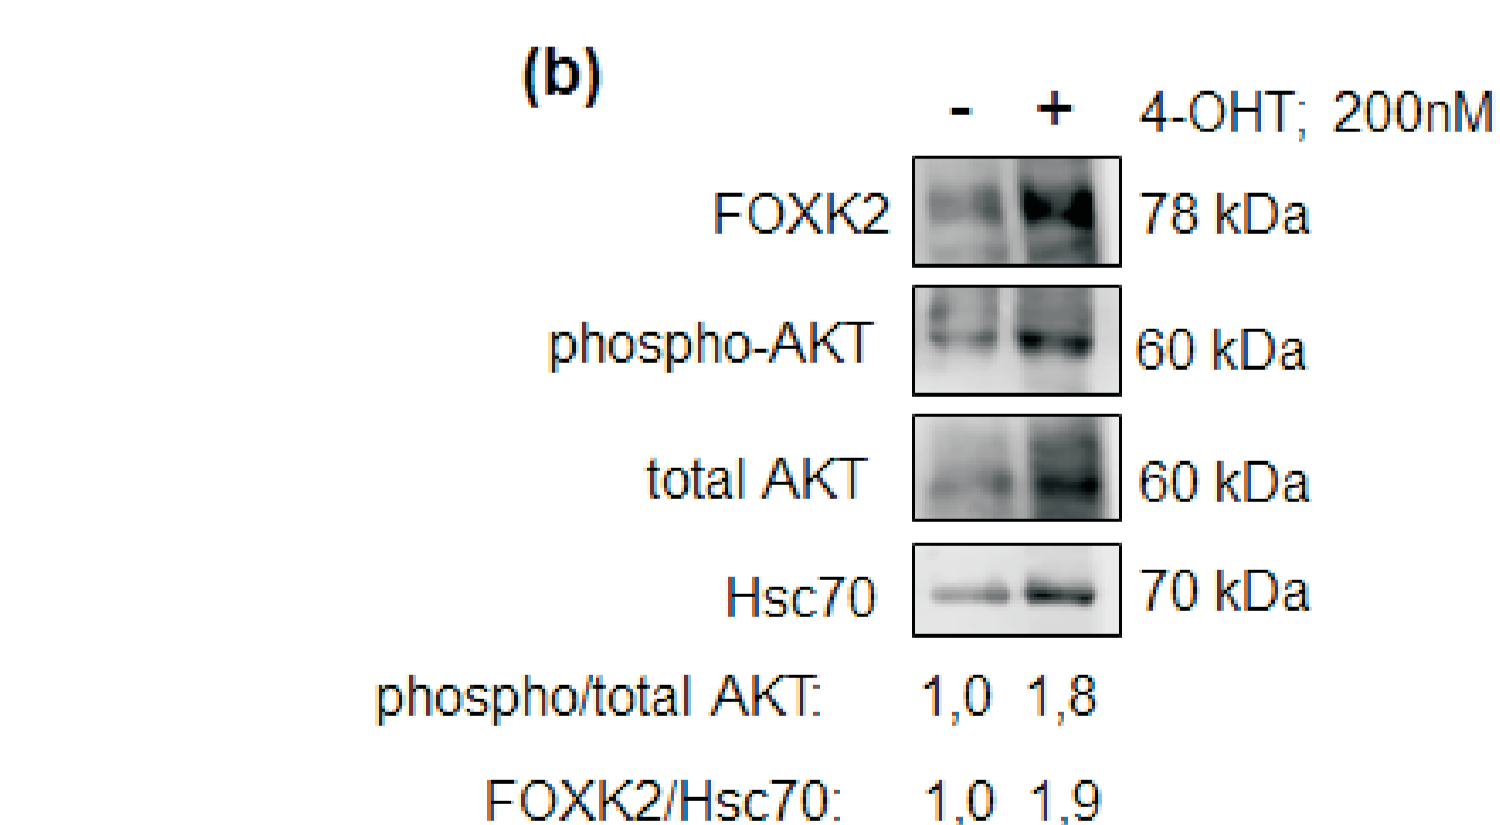 (b)
- + 4-OHT; 200nM
FOXK2 78 kDa
phospho-AKT 60 kDa
total AKT 60 kDa
Hsc70 70 kDa
phospho/total AKT: 1,0 1,8
FOXK2/Hsc70: 1,0 1,9